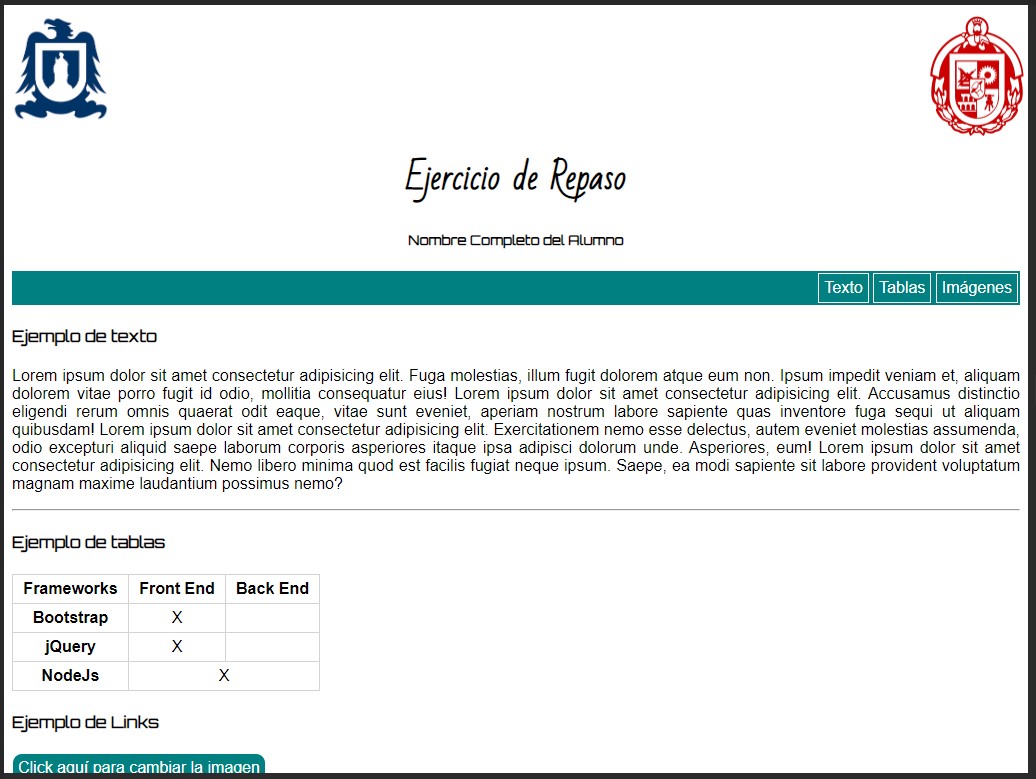 Ejercicio de Repaso
Nombre Completo del Alumno
Texto Tablas Imágenes
Ejemplo de texto
Lorem ipsum dolor sit amet consectetur adipisicing elit. Fuga molestias, illum fugit dolorem atque eum non. Ipsum impedit veniam et, aliquam
dolorem vitae porro fugit id odio, mollitia consequatur eius! Lorem ipsum dolor sit amet consectetur adipisicing elit. Accusamus distinctio
eligendi rerum omnis quaerat odit eaque, vitae sunt eveniet, aperiam nostrum labore sapiente quas inventore fuga sequi ut aliquam
quibusdam! Lorem ipsum dolor sit amet consectetur adipisicing elit. Exercitationem nemo esse delectus, autem eveniet molestias assumenda,
odio excepturi aliquid saepe laborum corporis asperiores itaque ipsa adipisci dolorum unde. Asperiores, eum! Lorem ipsum dolor sit amet
consectetur adipisicing elit. Nemo libero minima quod est facilis fugiat neque ipsum. Saepe, ea modi sapiente sit labore provident voluptatum
magnam maxime laudantium possimus nemo?
Ejemplo de tablas
Frameworks Front End Back End
Bootstrap X
jQuery X
NodeJs X
Ejemplo de Links
Click aquí para cambiar la imagen